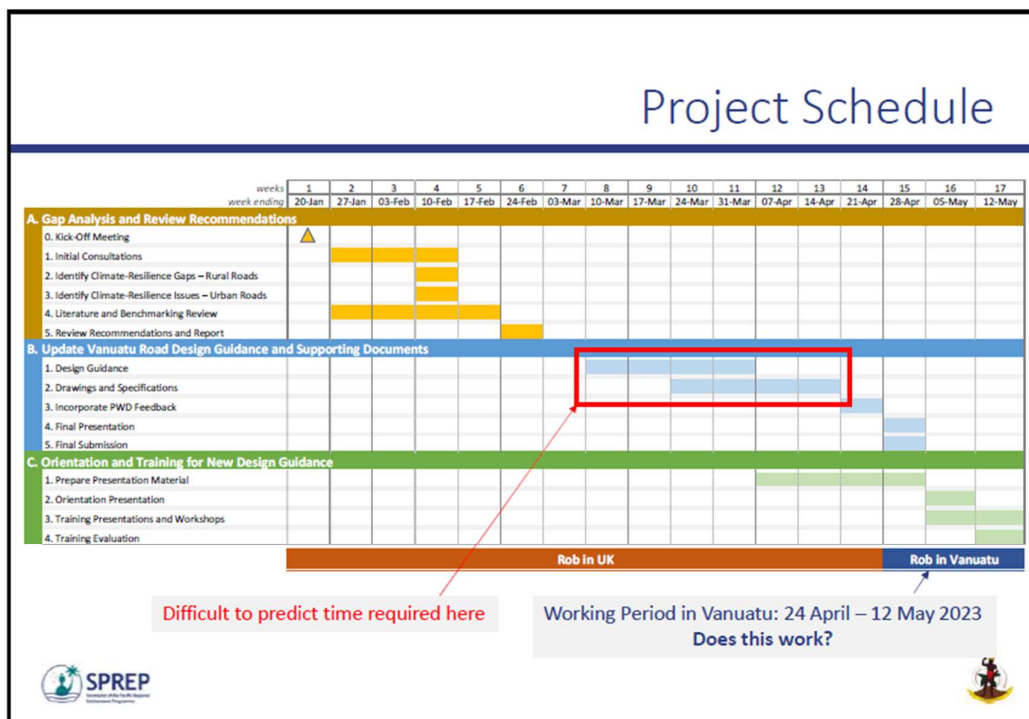 Project Schedule
weeks 1 2 3 4 5 6 7 8 9 10 11 12 13 14 15 16 17
week ending 20-Jan 27-Jan 03-Feb 10-Feb 17-Feb 24-Feb 03-Mar 10-Mar 17-Mar 24-Mar 31-Mar 07-Apr 14-Apr 21-Apr 28-Apr 05-May 12-May
A. Gap Analysis and Review Recommendations
0. Kick-Off Meeting
1. Initial Consultations
2. Identify Climate-Resilience Gaps – Rural Roads
3. Identify Climate-Resilience Issues – Urban Roads
4. Literature and Benchmarking Review
5. Review Recommendations and Report
B. Update Vanuatu Road Design Guidance and Supporting Documents
1. Design Guidance
2. Drawings and Specifications
3. Incorporate PWD Feedback
4. Final Presentation
5. Final Submission
C. Orientation and Training for New Design Guidance
1. Prepare Presentation Material
2. Orientation Presentation
3. Training Presentations and Workshops
4. Training Evaluation
Rob in UK Rob in Vanuatu
Difficult to predict time required here
Working Period in Vanuatu: 24 April – 12 May 2023
Does this work?
SPREP
Secretariat of the Pacific Regional
Environment Programme